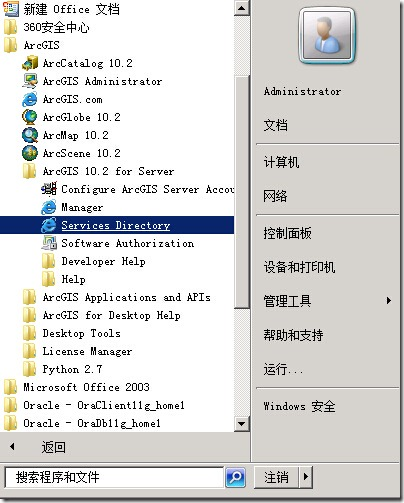 新建 Office 文档
360安全中心
ArcGIS
ArcCatalog 10.2
ArcGIS Administrator
ArcGIS.com
ArcGlobe 10.2
ArcMap 10.2
ArcScene 10.2
ArcGIS 10.2 for Server
Configure ArcGIS Server Accou
Manager
Services Directory
Software Authorization
Developer Help
Help
ArcGIS Applications and APIs
ArcGIS for Desktop Help
Desktop Tools
License Manager
Python 2.7
Microsoft Office 2003
Oracle - OraClient11g_home1
Oracle - OraDb11g_home1
返回
搜索程序和文件
Administrator
文档
计算机
网络
控制面板
设备和打印机
管理工具
帮助和支持
运行...
Windows 安全
注销